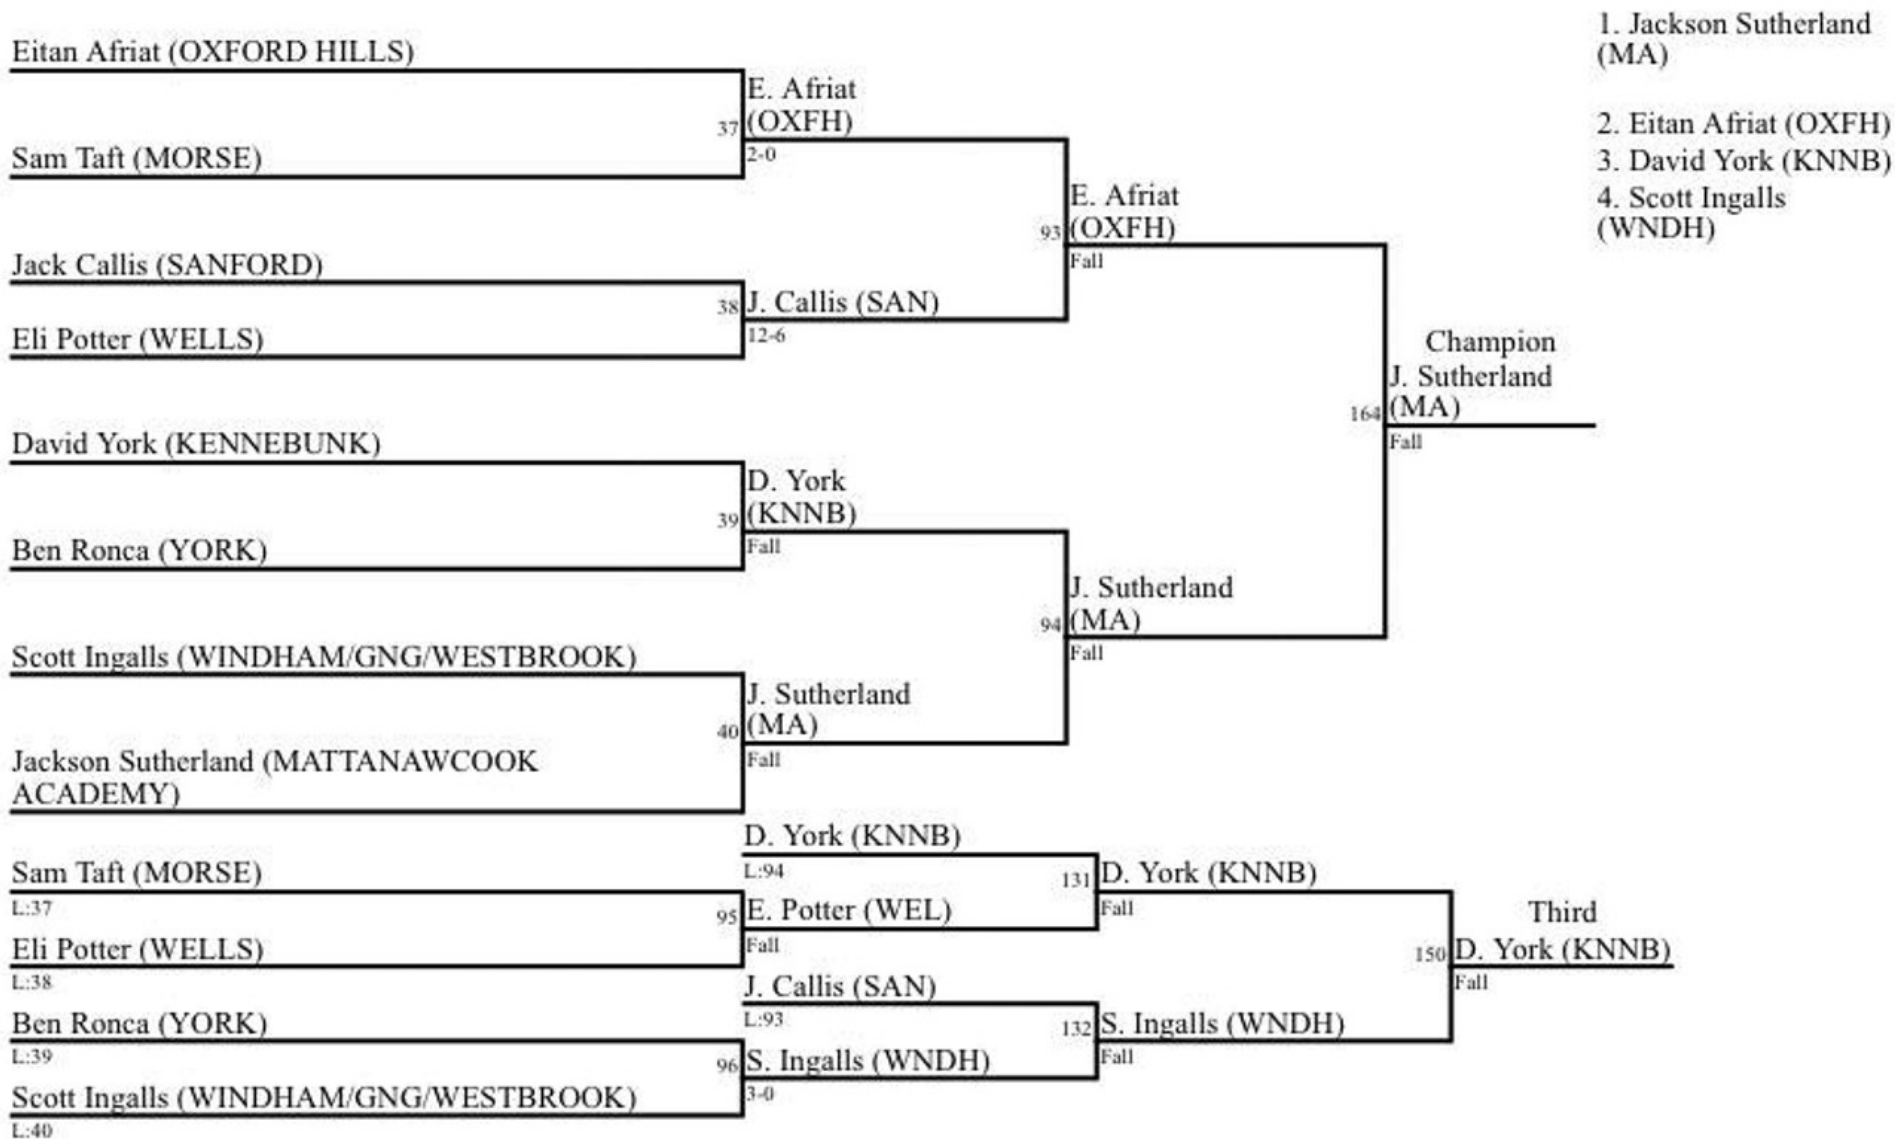 Eitan Afriat (OXFORD HILLS)
Sam Taft (MORSE)
37
E. Afriat
(OXFH)
2-0
Jack Callis (SANFORD)
Eli Potter (WELLS)
38
J. Callis (SAN)
12-6
93
E. Afriat
(OXFH)
Fall
David York (KENNEBUNK)
Ben Ronca (YORK)
39
D. York
(KNNB)
Fall
Scott Ingalls (WINDHAM/GNG/WESTBROOK)
Jackson Sutherland (MATTANAWCOOK
ACADEMY)
40
J. Sutherland
(MA)
Fall
94
J. Sutherland
(MA)
Fall
Champion
164
J. Sutherland
(MA)
Fall
1. Jackson Sutherland
(MA)
2. Eitan Afriat (OXFH)
3. David York (KNNB)
4. Scott Ingalls
(WNDH)
Sam Taft (MORSE)
L:37
Eli Potter (WELLS)
L:38
D. York (KNNB)
L:94
95
E. Potter (WEL)
Fall
131
D. York (KNNB)
Fall
Ben Ronca (YORK)
L:39
Scott Ingalls (WINDHAM/GNG/WESTBROOK)
L:40
J. Callis (SAN)
L:93
96
S. Ingalls (WNDH)
3-0
132
S. Ingalls (WNDH)
Fall
Third
150
D. York (KNNB)
Fall